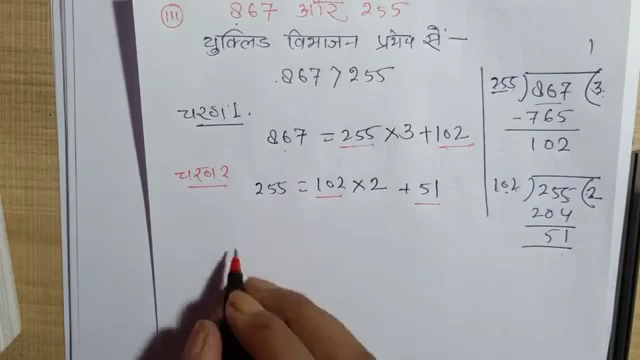 (iii) 867 और 255
युक्लिड विभाजन प्रमेय सें:-
867 > 255
चरण 1.
867 = 255 × 3 + 102
चरण 2
255 = 102 × 2 + 51
1
255 ) 867 ( 3
- 765
102
102 ) 255 ( 2
204
51